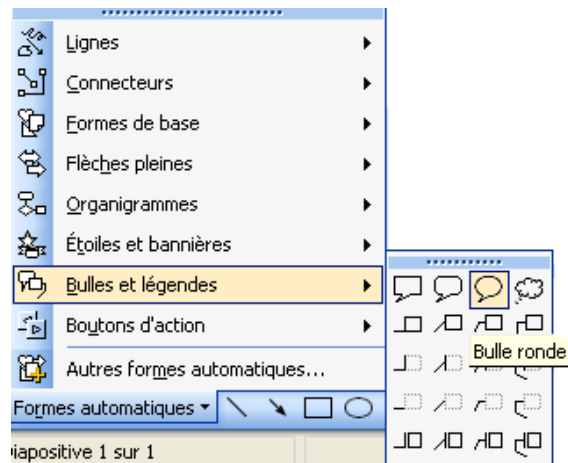 Lignes
Connecteurs
Formes de base
Flèches pleines
Organigrammes
Étoiles et bannières
Bulles et légendes
Boutons d'action
Autres formes automatiques...
Bulle ronde
Formes automatiques
iapositive 1 sur 1